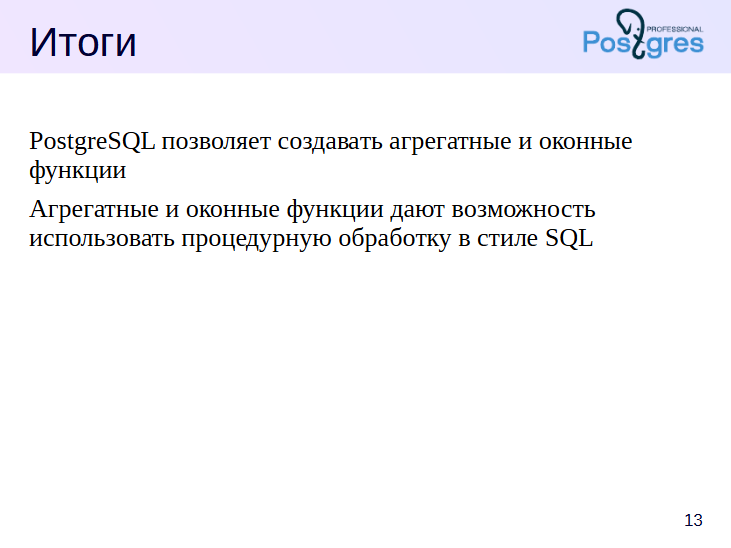 Итоги
PROFESSIONAL
Postgres
PostgreSQL позволяет создавать агрегатные и оконные
функции
Агрегатные и оконные функции дают возможность
использовать процедурную обработку в стиле SQL
13